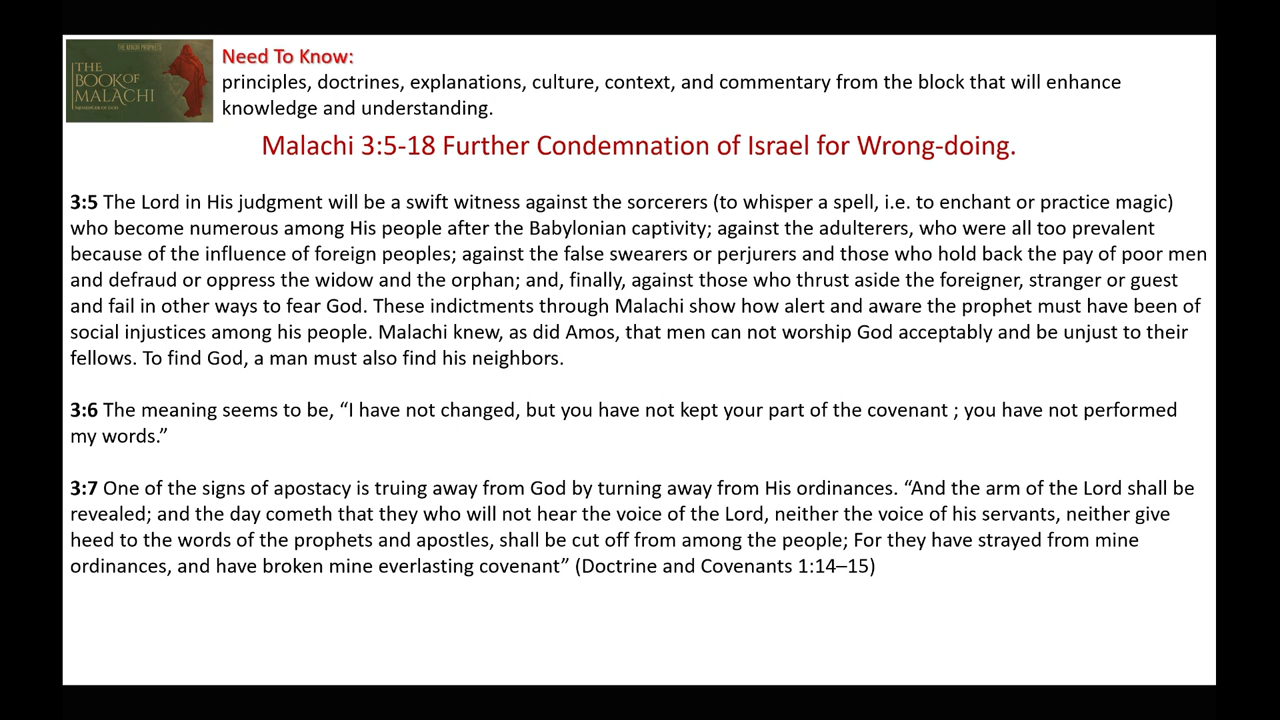 THE MINOR PROPHETS
THE
BOOK OF
MALACHI
MESSENGER OF GOD
Need To Know:
principles, doctrines, explanations, culture, context, and commentary from the block that will enhance
knowledge and understanding.
Malachi 3:5-18 Further Condemnation of Israel for Wrong-doing.
3:5 The Lord in His judgment will be a swift witness against the sorcerers (to whisper a spell, i.e. to enchant or practice magic)
who become numerous among His people after the Babylonian captivity; against the adulterers, who were all too prevalent
because of the influence of foreign peoples; against the false swearers or perjurers and those who hold back the pay of poor men
and defraud or oppress the widow and the orphan; and, finally, against those who thrust aside the foreigner, stranger or guest
and fail in other ways to fear God. These indictments through Malachi show how alert and aware the prophet must have been of
social injustices among his people. Malachi knew, as did Amos, that men can not worship God acceptably and be unjust to their
fellows. To find God, a man must also find his neighbors.
3:6 The meaning seems to be, “I have not changed, but you have not kept your part of the covenant ; you have not performed
my words.”
3:7 One of the signs of apostacy is truing away from God by turning away from His ordinances. “And the arm of the Lord shall be
revealed; and the day cometh that they who will not hear the voice of the Lord, neither the voice of his servants, neither give
heed to the words of the prophets and apostles, shall be cut off from among the people; For they have strayed from mine
ordinances, and have broken mine everlasting covenant” (Doctrine and Covenants 1:14–15)